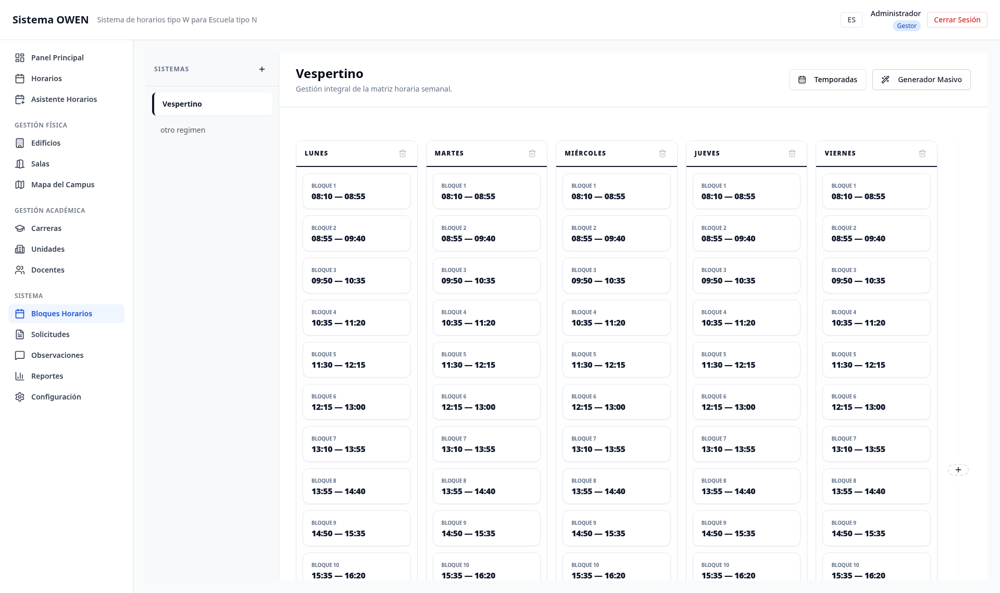 Sistema OWEN
Sistema de horarios tipo W para Escuela tipo N
ES
Administrador
Gestor
Cerrar Sesión
Panel Principal
Horarios
Asistente Horarios
GESTIÓN FÍSICA
Edificios
Salas
Mapa del Campus
GESTIÓN ACADÉMICA
Carreras
Unidades
Docentes
SISTEMA
Bloques Horarios
Solicitudes
Observaciones
Reportes
Configuración
SISTEMAS
Vespertino
otro regimen
Vespertino
Gestión integral de la matriz horaria semanal.
Temporadas
Generador Masivo
LUNES
BLOQUE 1
08:10 — 08:55
BLOQUE 2
08:55 — 09:40
BLOQUE 3
09:50 — 10:35
BLOQUE 4
10:35 — 11:20
BLOQUE 5
11:30 — 12:15
BLOQUE 6
12:15 — 13:00
BLOQUE 7
13:10 — 13:55
BLOQUE 8
13:55 — 14:40
BLOQUE 9
14:50 — 15:35
BLOQUE 10
15:35 — 16:20
MARTES
BLOQUE 1
08:10 — 08:55
BLOQUE 2
08:55 — 09:40
BLOQUE 3
09:50 — 10:35
BLOQUE 4
10:35 — 11:20
BLOQUE 5
11:30 — 12:15
BLOQUE 6
12:15 — 13:00
BLOQUE 7
13:10 — 13:55
BLOQUE 8
13:55 — 14:40
BLOQUE 9
14:50 — 15:35
BLOQUE 10
15:35 — 16:20
MIÉRCOLES
BLOQUE 1
08:10 — 08:55
BLOQUE 2
08:55 — 09:40
BLOQUE 3
09:50 — 10:35
BLOQUE 4
10:35 — 11:20
BLOQUE 5
11:30 — 12:15
BLOQUE 6
12:15 — 13:00
BLOQUE 7
13:10 — 13:55
BLOQUE 8
13:55 — 14:40
BLOQUE 9
14:50 — 15:35
BLOQUE 10
15:35 — 16:20
JUEVES
BLOQUE 1
08:10 — 08:55
BLOQUE 2
08:55 — 09:40
BLOQUE 3
09:50 — 10:35
BLOQUE 4
10:35 — 11:20
BLOQUE 5
11:30 — 12:15
BLOQUE 6
12:15 — 13:00
BLOQUE 7
13:10 — 13:55
BLOQUE 8
13:55 — 14:40
BLOQUE 9
14:50 — 15:35
BLOQUE 10
15:35 — 16:20
VIERNES
BLOQUE 1
08:10 — 08:55
BLOQUE 2
08:55 — 09:40
BLOQUE 3
09:50 — 10:35
BLOQUE 4
10:35 — 11:20
BLOQUE 5
11:30 — 12:15
BLOQUE 6
12:15 — 13:00
BLOQUE 7
13:10 — 13:55
BLOQUE 8
13:55 — 14:40
BLOQUE 9
14:50 — 15:35
BLOQUE 10
15:35 — 16:20